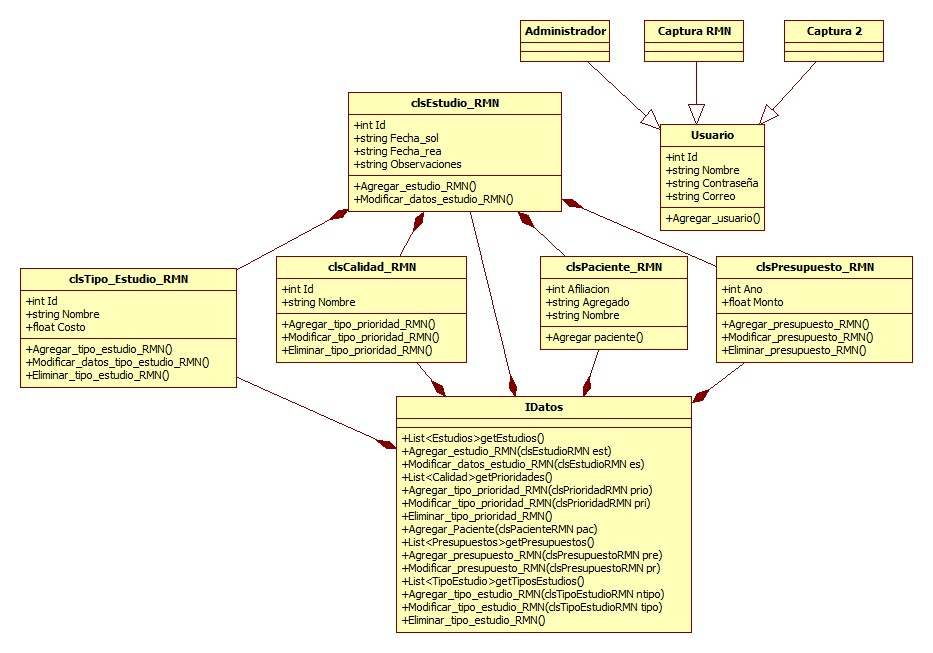 Administrador
Captura RMN
Captura 2
clsEstudio_RMN
+int Id
+string Fecha_sol
+string Fecha_rea
+string Observaciones
+Agregar_estudio_RMN()
+Modificar_datos_estudio_RMN()
Usuario
+int Id
+string Nombre
+string Contraseña
+string Correo
+Agregar_usuario()
clsTipo_Estudio_RMN
+int Id
+string Nombre
+float Costo
+Agregar_tipo_estudio_RMN()
+Modificar_datos_tipo_estudio_RMN()
+Eliminar_tipo_estudio_RMN()
clsCalidad_RMN
+int Id
+string Nombre
+Agregar_tipo_prioridad_RMN()
+Modificar_tipo_prioridad_RMN()
+Eliminar_tipo_prioridad_RMN()
clsPaciente_RMN
+int Afiliacion
+string Agregado
+string Nombre
+Agregar paciente()
clsPresupuesto_RMN
+int Ano
+float Monto
+Agregar_presupuesto_RMN()
+Modificar_presupuesto_RMN()
+Eliminar_presupuesto_RMN()
IDatos
+List<Estudios>getEstudios()
+Agregar_estudio_RMN(clsEstudioRMN est)
+Modificar_datos_estudio_RMN(clsEstudioRMN es)
+List<Calidad>getPrioridades()
+Agregar_tipo_prioridad_RMN(clsPrioridadRMN prio)
+Modificar_tipo_prioridad_RMN(clsPrioridadRMN pri)
+Eliminar_tipo_prioridad_RMN()
+Agregar_Paciente(clsPacienteRMN pac)
+List<Presupuestos>getPresupuestos()
+Agregar_presupuesto_RMN(clsPresupuestoRMN pre)
+Modificar_presupuesto_RMN(clsPresupuestoRMN pr)
+List<TipoEstudio>getTiposEstudios()
+Agregar_tipo_estudio_RMN(clsTipoEstudioRMN ntipo)
+Modificar_tipo_estudio_RMN(clsTipoEstudioRMN tipo)
+Eliminar_tipo_estudio_RMN()